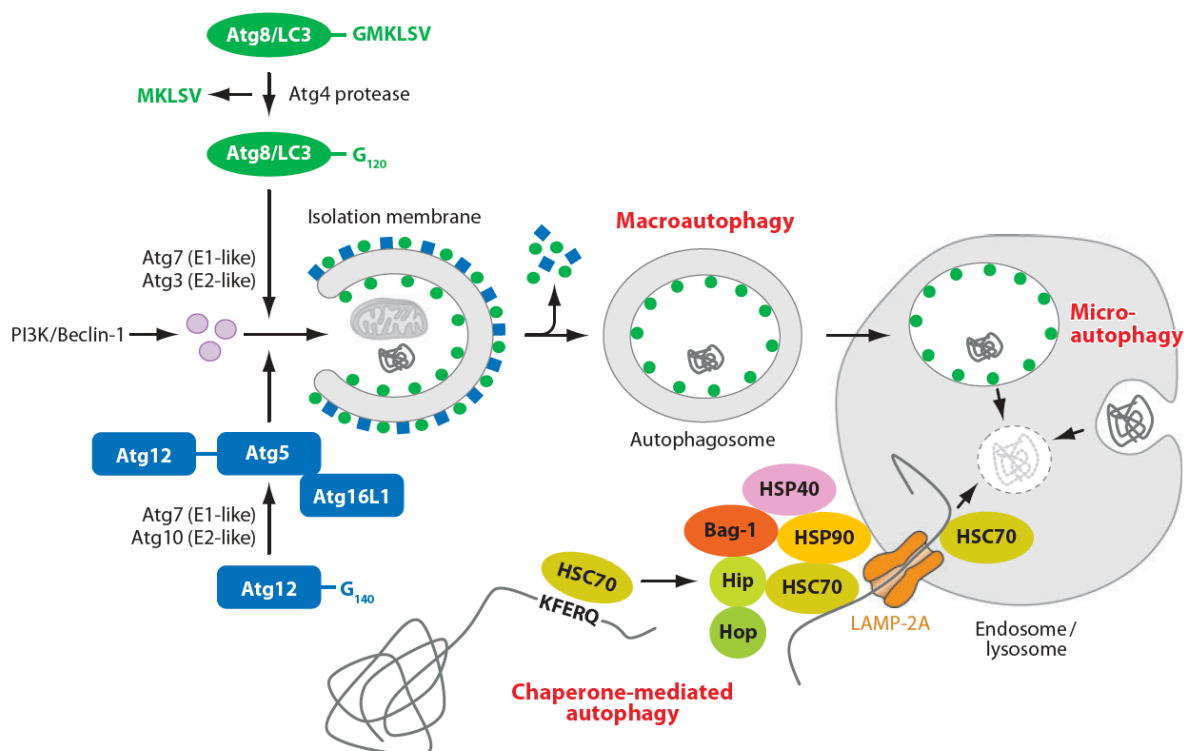 Atg8/LC3
GMKLSV
MKLSV
Atg4 protease
Atg8/LC3
G120
Isolation membrane
Macroautophagy
Atg7 (E1-like)
Atg3 (E2-like)
PI3K/Beclin-1
Micro-
autophagy
Autophagosome
Atg12
Atg5
Atg16L1
Atg7 (E1-like)
Atg10 (E2-like)
Atg12
G140
HSP40
Bag-1
HSP90
HSC70
HSC70
KFERQ
Hip
HSC70
Hop
LAMP-2A
Endosome/
lysosome
Chaperone-mediated
autophagy